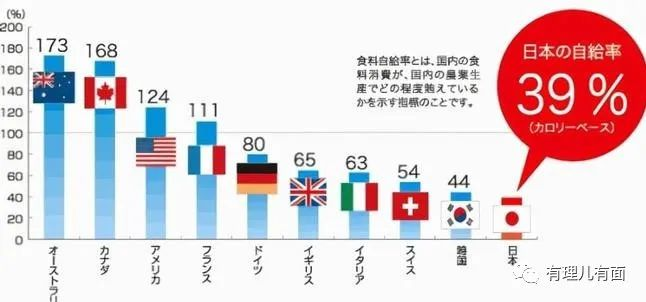 (%)
200
180
160
140
120
100
80
60
40
20
0
173
168
124
111
80
65
63
54
44
食料自給率とは、国内の食
料消費が、国内の農業生
産でどの程度賄えている
かを示す指標のことです。
日本の自給率
39%
(カロリーベース)
オーストラリ
カナダ
アメリカ
フランス
ドイツ
イギリス
イタリア
スイス
韓国
日本
有理儿有面